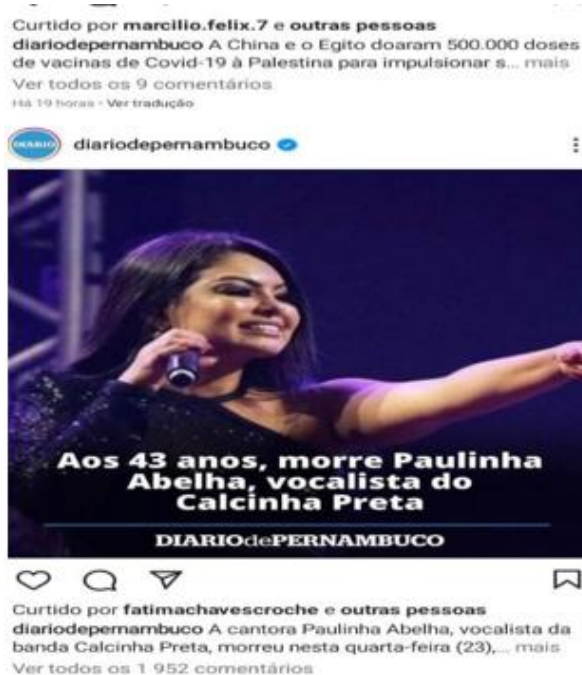 Curtido por marcilio.felix.7 e outras pessoas
diariodepernambuco A China e o Egito doaram 500.000 doses
de vacinas de Covid-19 à Palestina para impulsionar s... mais
Ver todos os 9 comentários
Há 19 horas • Ver tradução
DIARIO diariodepernambuco
Aos 43 anos, morre Paulinha
Abelha, vocalista do
Calcinha Preta
DIARIOdePERNAMBUCO
Curtido por fatimachavescroche e outras pessoas
diariodepernambuco A cantora Paulinha Abelha, vocalista da
banda Calcinha Preta, morreu nesta quarta-feira (23),... mais
Ver todos os 1 952 comentários